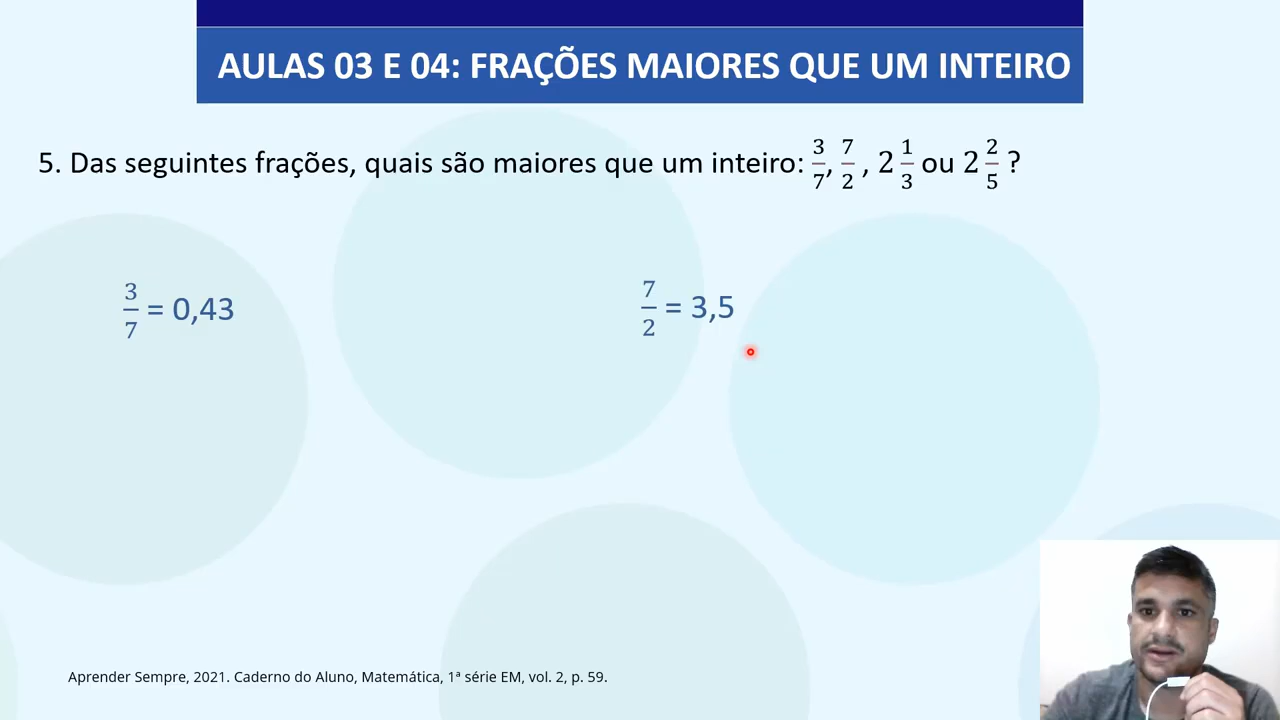 AULAS 03 E 04: FRAÇÕES MAIORES QUE UM INTEIRO
5. Das seguintes frações, quais são maiores que um inteiro: 3/7, 7/2 , 2 1/3 ou 2 2/5 ?
3/7 = 0,43
7/2 = 3,5
Aprender Sempre, 2021. Caderno do Aluno, Matemática, 1ª série EM, vol. 2, p. 59.